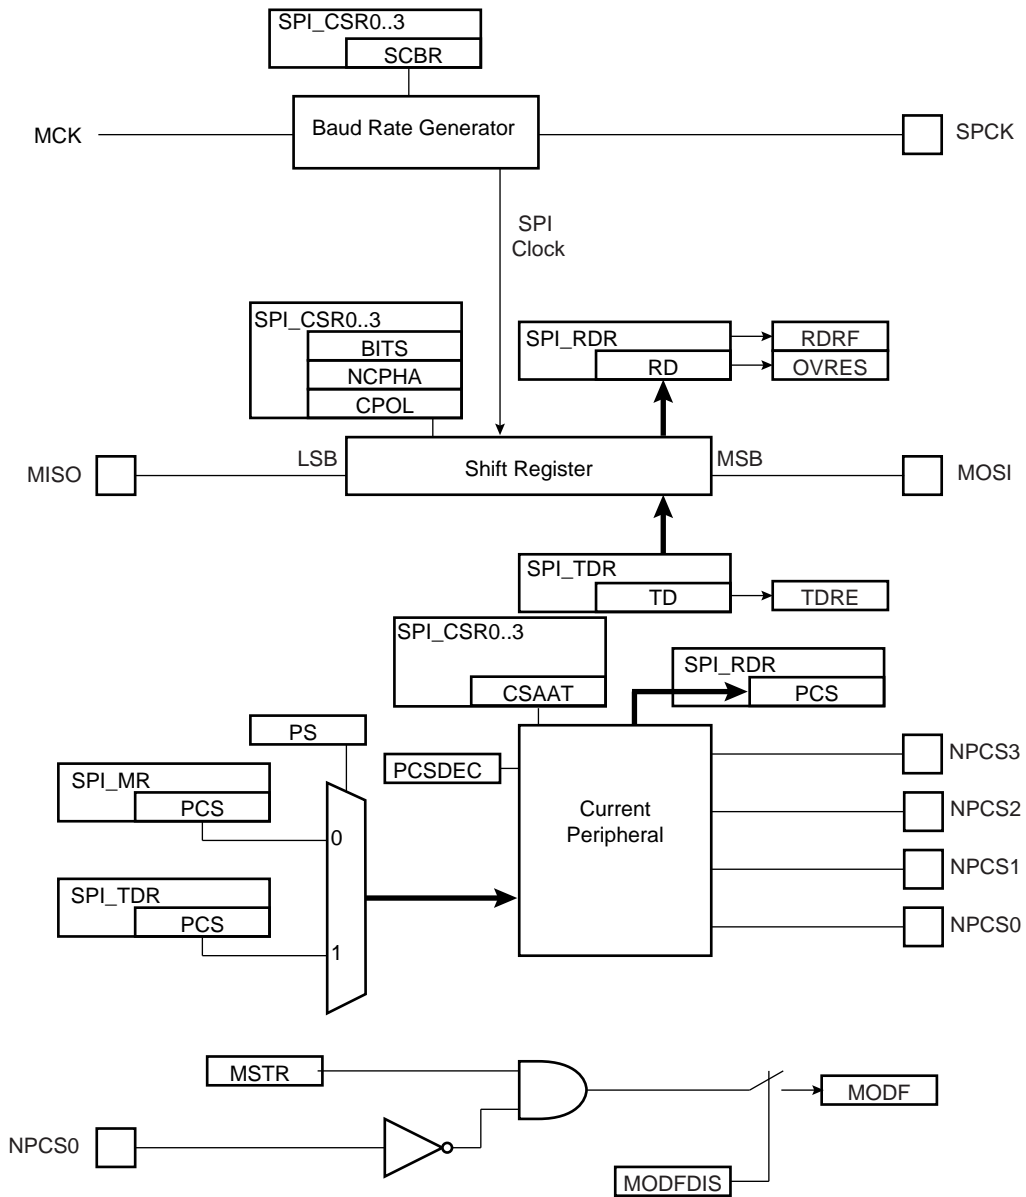 SPI_CSR0..3
SCBR
MCK
Baud Rate Generator
SPCK
SPI
Clock
SPI_CSR0..3
BITS
NCPHA
CPOL
SPI_RDR
RD
RDRF
OVRES
MISO
LSB
Shift Register
MSB
MOSI
SPI_TDR
TD
TDRE
SPI_CSR0..3
CSAAT
SPI_RDR
PCS
PS
PCSDEC
SPI_MR
PCS
0
SPI_TDR
PCS
1
Current
Peripheral
NPCS3
NPCS2
NPCS1
NPCS0
MSTR
MODF
NPCS0
MODFDIS